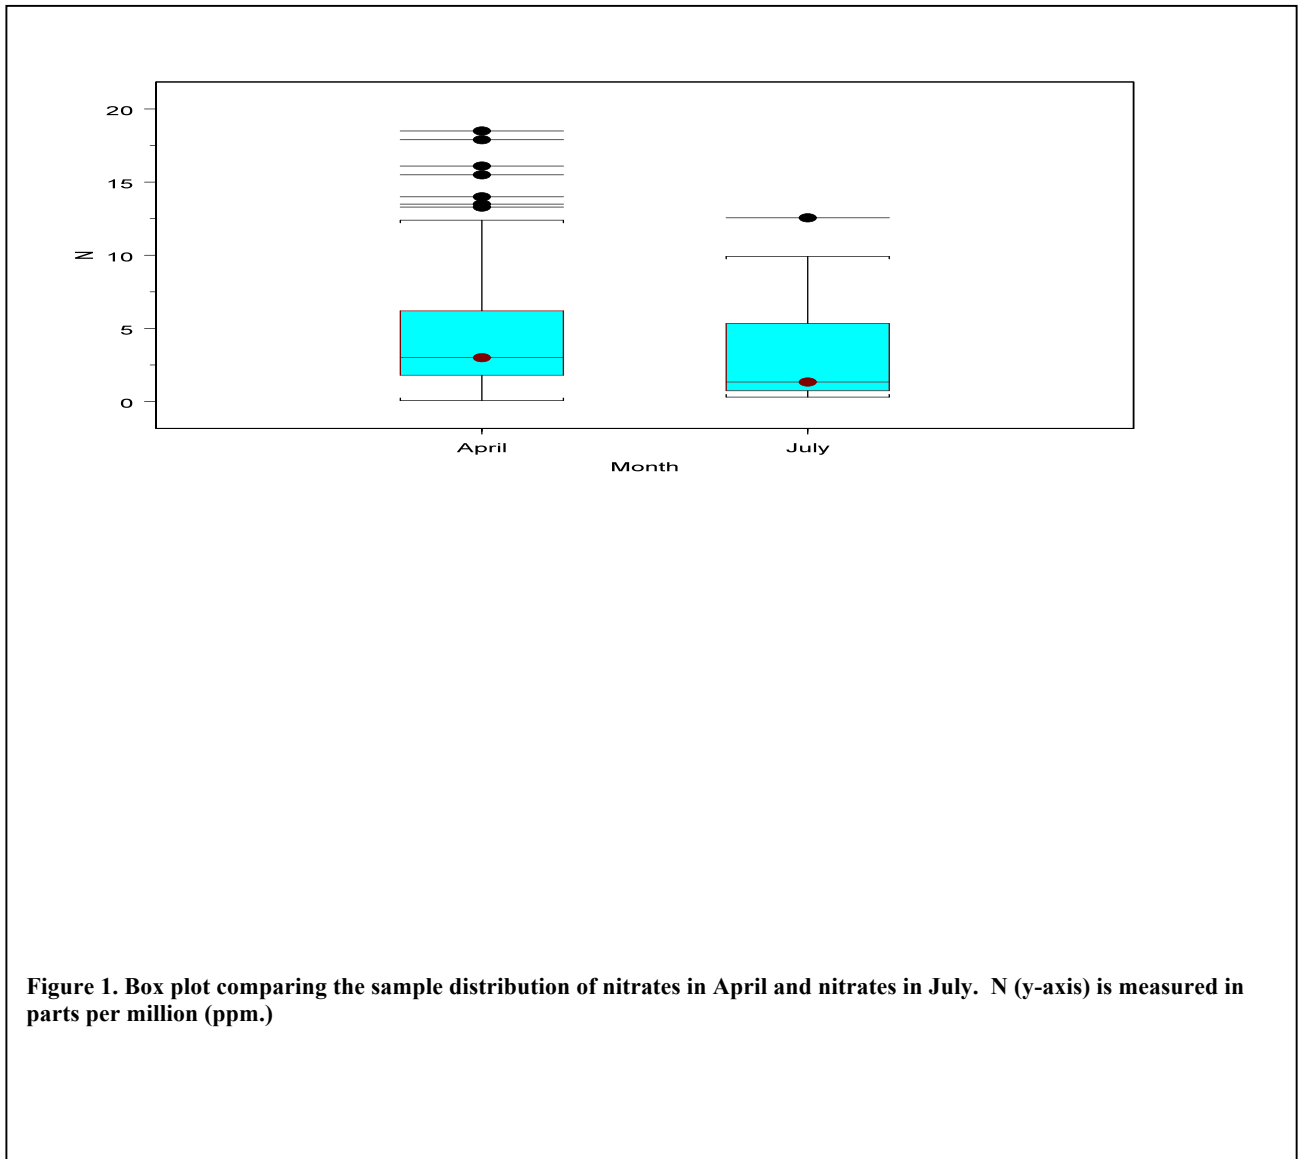 20
15
N 10
5
0
April July
Month
Figure 1. Box plot comparing the sample distribution of nitrates in April and nitrates in July.  N (y-axis) is measured in
parts per million (ppm.)